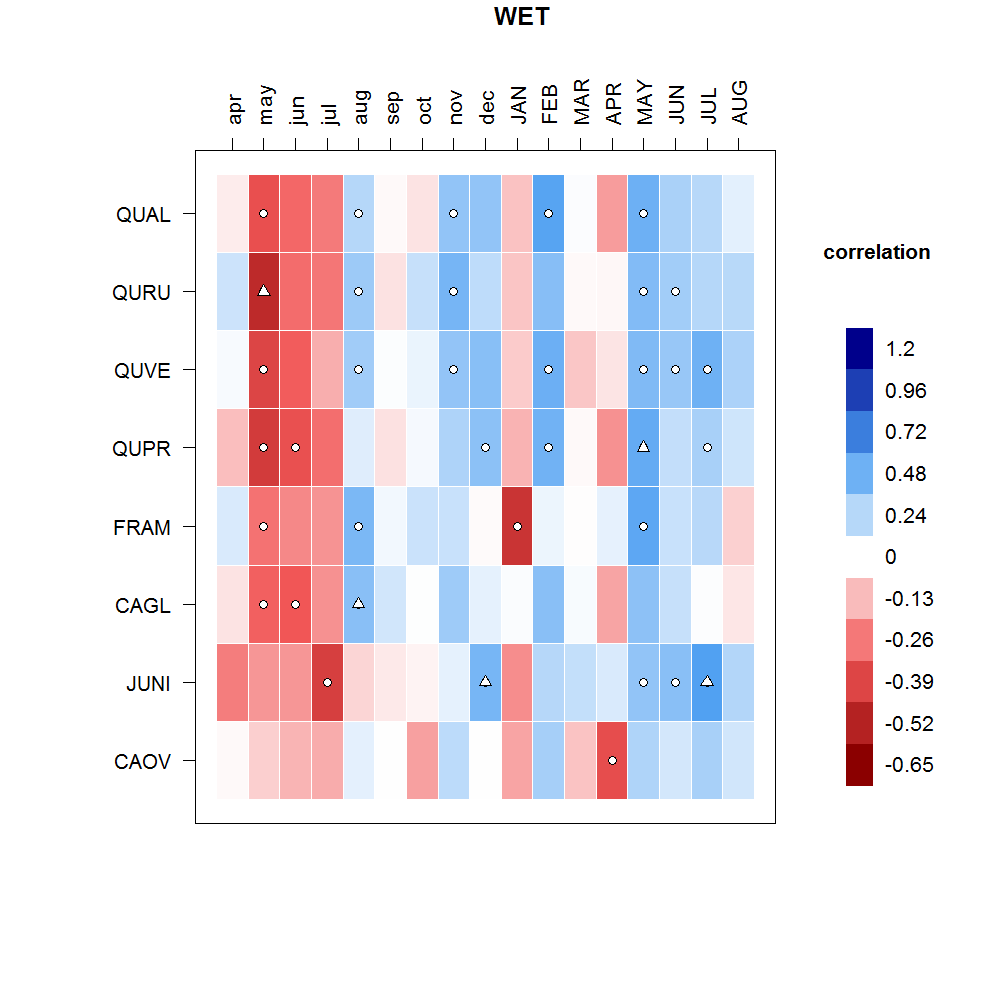 WET
apr may jun jul aug sep oct nov dec JAN FEB MAR APR MAY JUN JUL AUG
QUAL
QURU
QUVE
QUPR
FRAM
CAGL
JUNI
CAOV
correlation
1.2
0.96
0.72
0.48
0.24
0
-0.13
-0.26
-0.39
-0.52
-0.65